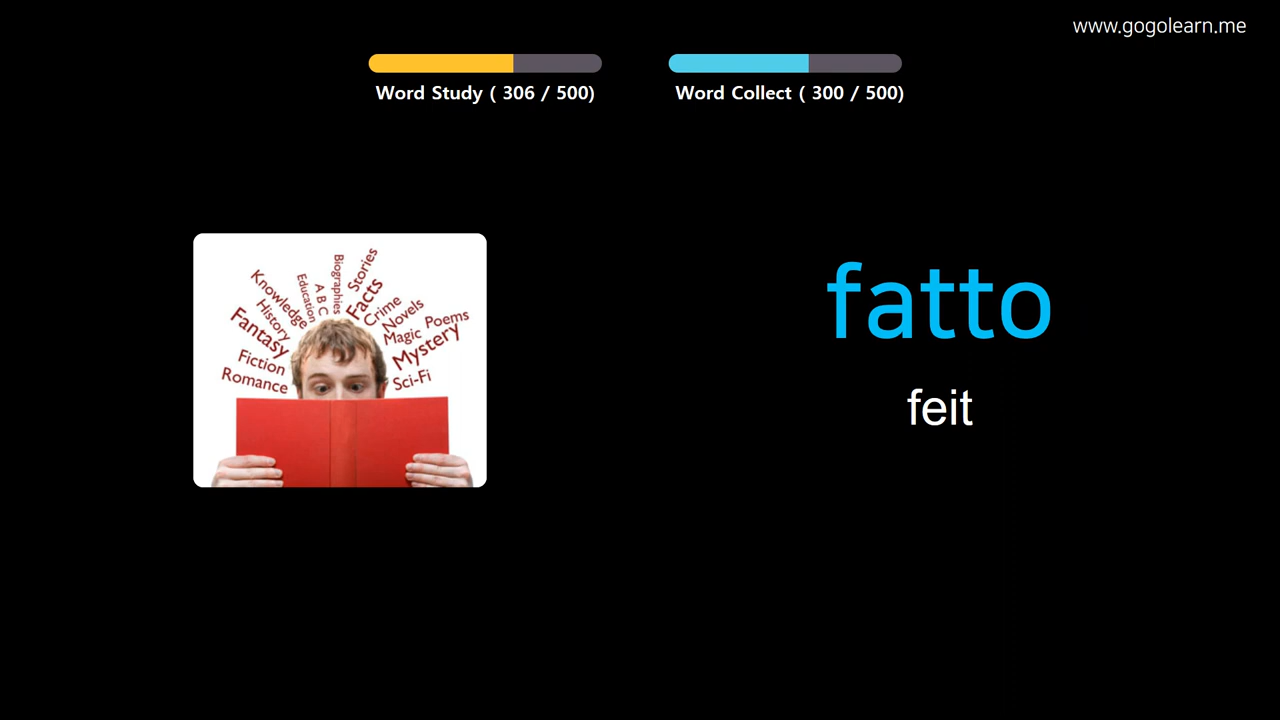 www.gogolearn.me
Word Study ( 306 / 500)
Word Collect ( 300 / 500)
Knowledge
History
Fantasy
Fiction
Romance
Education
A B C
Biographies
Stories
Facts
Crime
Novels
Magic
Poems
Mystery
Sci-Fi
fatto
feit